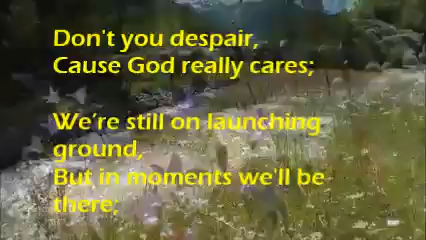 Don't you despair,
Cause God really cares;
We're still on launching
ground,
But in moments we'll be
there;